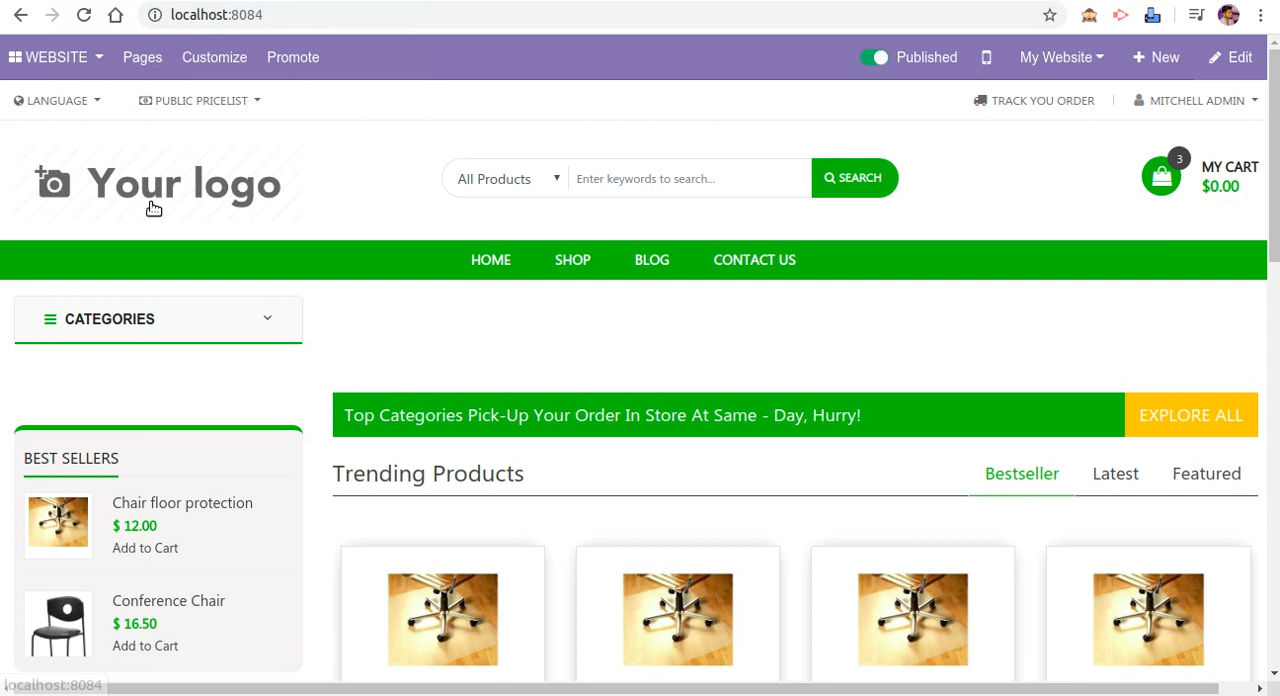 localhost:8084
WEBSITE Pages Customize Promote Published My Website New Edit
LANGUAGE PUBLIC PRICELIST TRACK YOU ORDER MITCHELL ADMIN
Your logo All Products Enter keywords to search... SEARCH 3 MY CART
$0.00
HOME SHOP BLOG CONTACT US
CATEGORIES
Top Categories Pick-Up Your Order In Store At Same - Day, Hurry! EXPLORE ALL
BEST SELLERS
Chair floor protection
$ 12.00
Add to Cart
Conference Chair
$ 16.50
Add to Cart
Trending Products Bestseller Latest Featured
localhost:8084